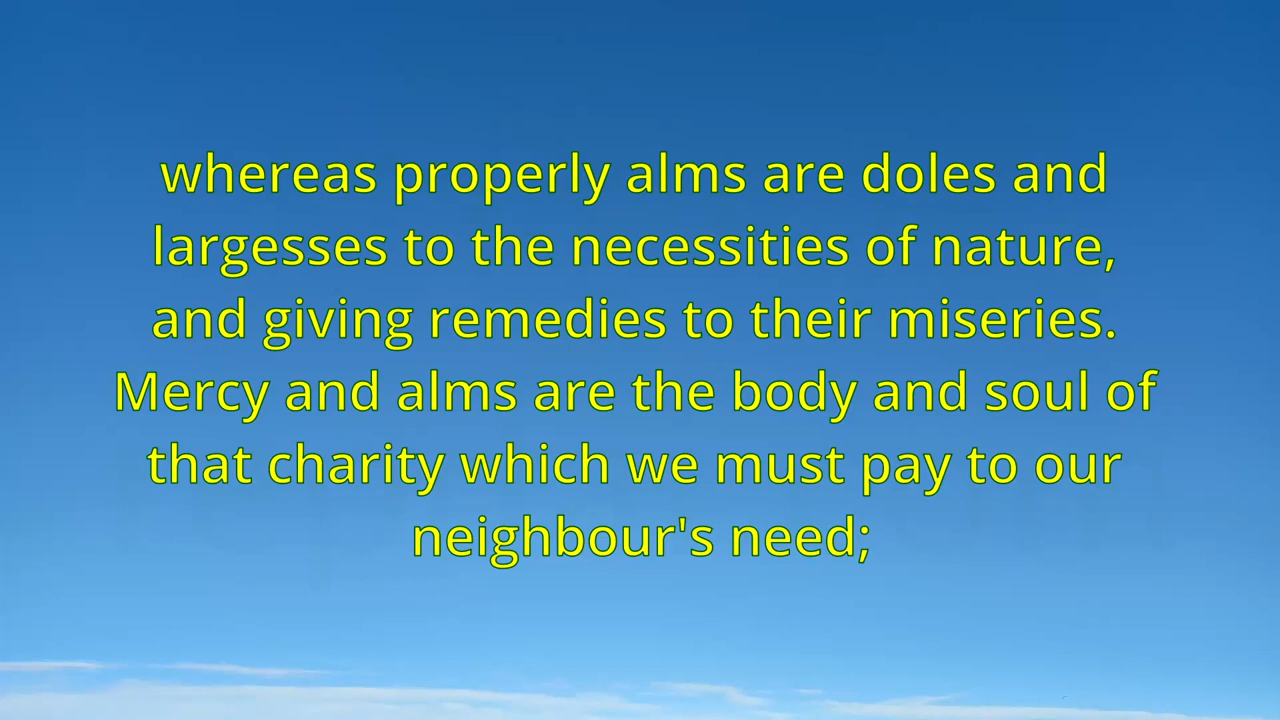 whereas properly alms are doles and
largesses to the necessities of nature,
and giving remedies to their miseries.
Mercy and alms are the body and soul of
that charity which we must pay to our
neighbour's need;